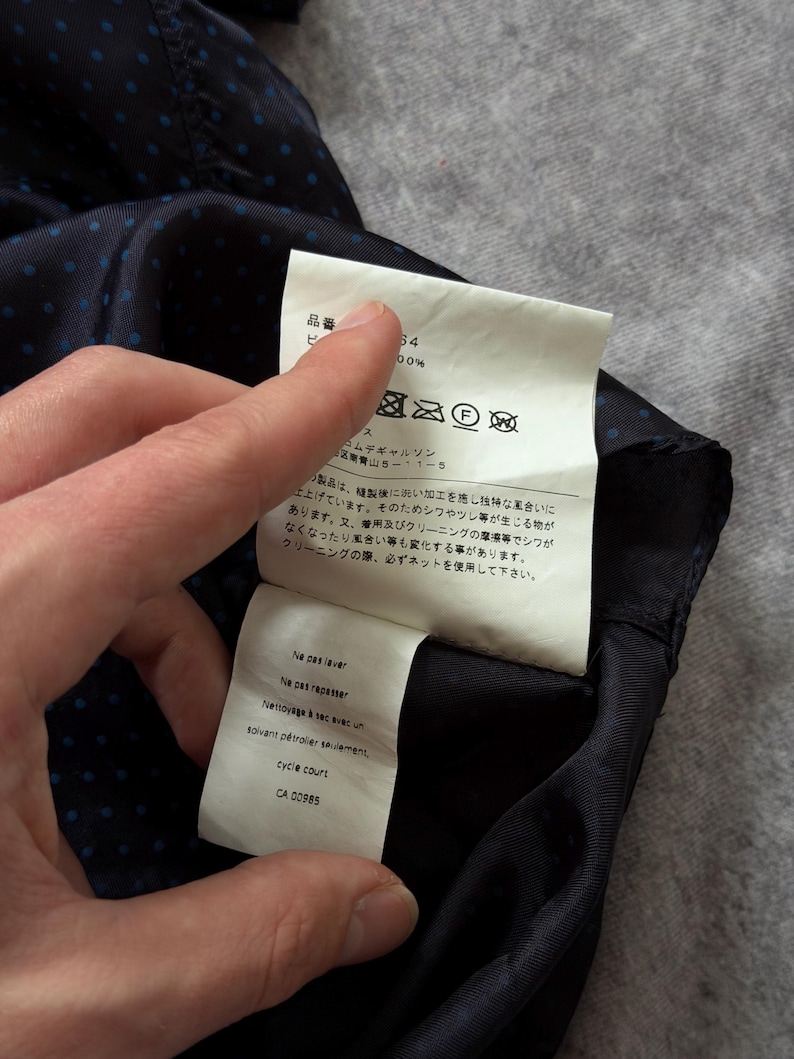 品番 64
ビ 00%
F W
ス
コムデギャルソン
区南青山5-11-5
の製品は、縫製後に洗い加工を施し独特な風合いに
仕上げています。そのためシワやツレ等が生じる物が
あります。又、着用及びクリーニングの摩擦等でシワが
なくなったり風合い等も変化する事があります。
クリーニングの際、必ずネットを使用して下さい。
Ne pas laver
Ne pas repasser
Nettoyage à sec avec un
solvant pétrolier seulement,
cycle court
CA 00985